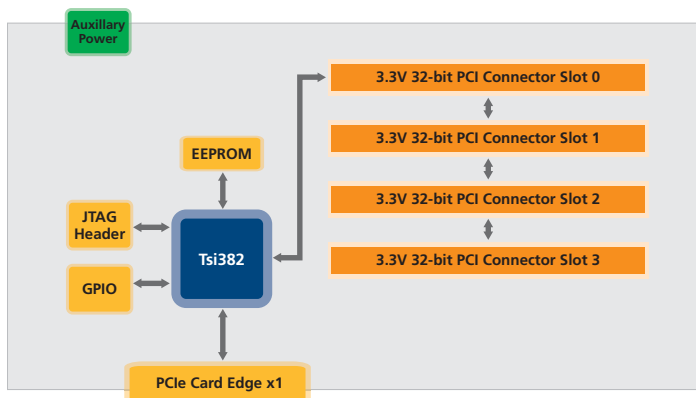 Auxillary
Power
3.3V 32-bit PCI Connector Slot 0
3.3V 32-bit PCI Connector Slot 1
EEPROM
3.3V 32-bit PCI Connector Slot 2
JTAG
Header
Tsi382
3.3V 32-bit PCI Connector Slot 3
GPIO
PCIe Card Edge x1